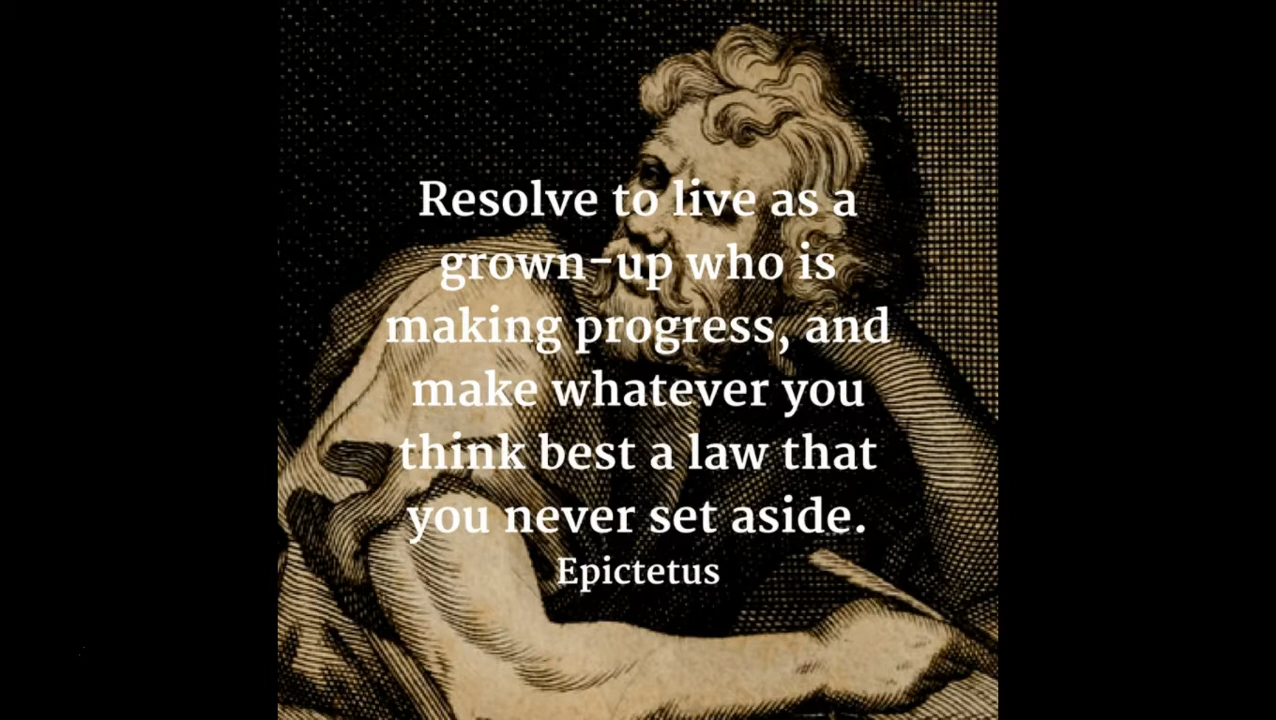 Resolve to live as a
grown-up who is
making progress, and
make whatever you
think best a law that
you never set aside.
Epictetus